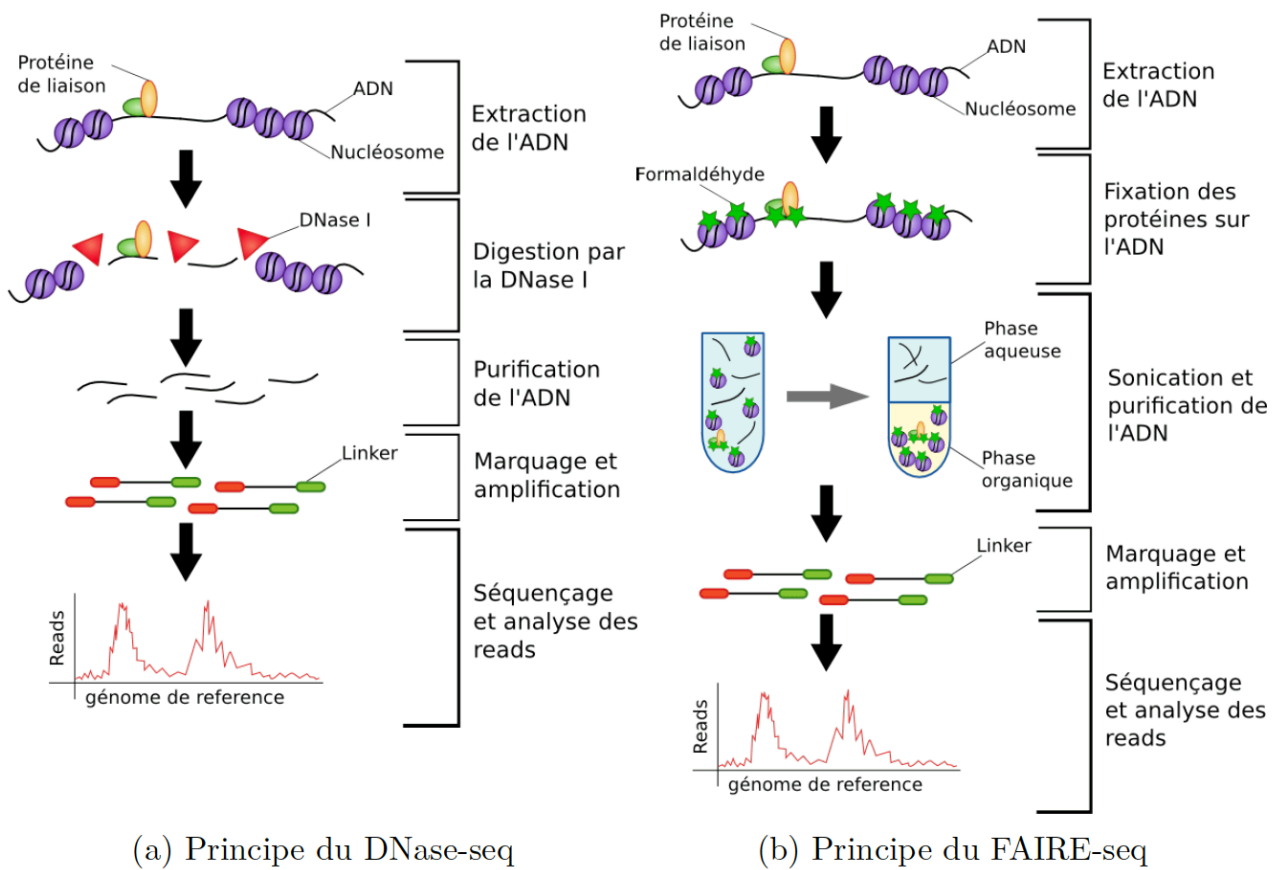 Protéine
de liaison
ADN
Nucléosome
Extraction
de l'ADN
DNase I
Digestion par
la DNase I
Purification
de l'ADN
Linker
Marquage et
amplification
Reads
génome de reference
Séquençage
et analyse des
reads
(a) Principe du DNase-seq
Protéine
de liaison
ADN
Nucléosome
Extraction
de l'ADN
Formaldéhyde
Fixation des
protéines sur
l'ADN
Phase
aqueuse
Phase
organique
Sonication et
purification de
l'ADN
Linker
Marquage et
amplification
Reads
génome de reference
Séquençage
et analyse des
reads
(b) Principe du FAIRE-seq